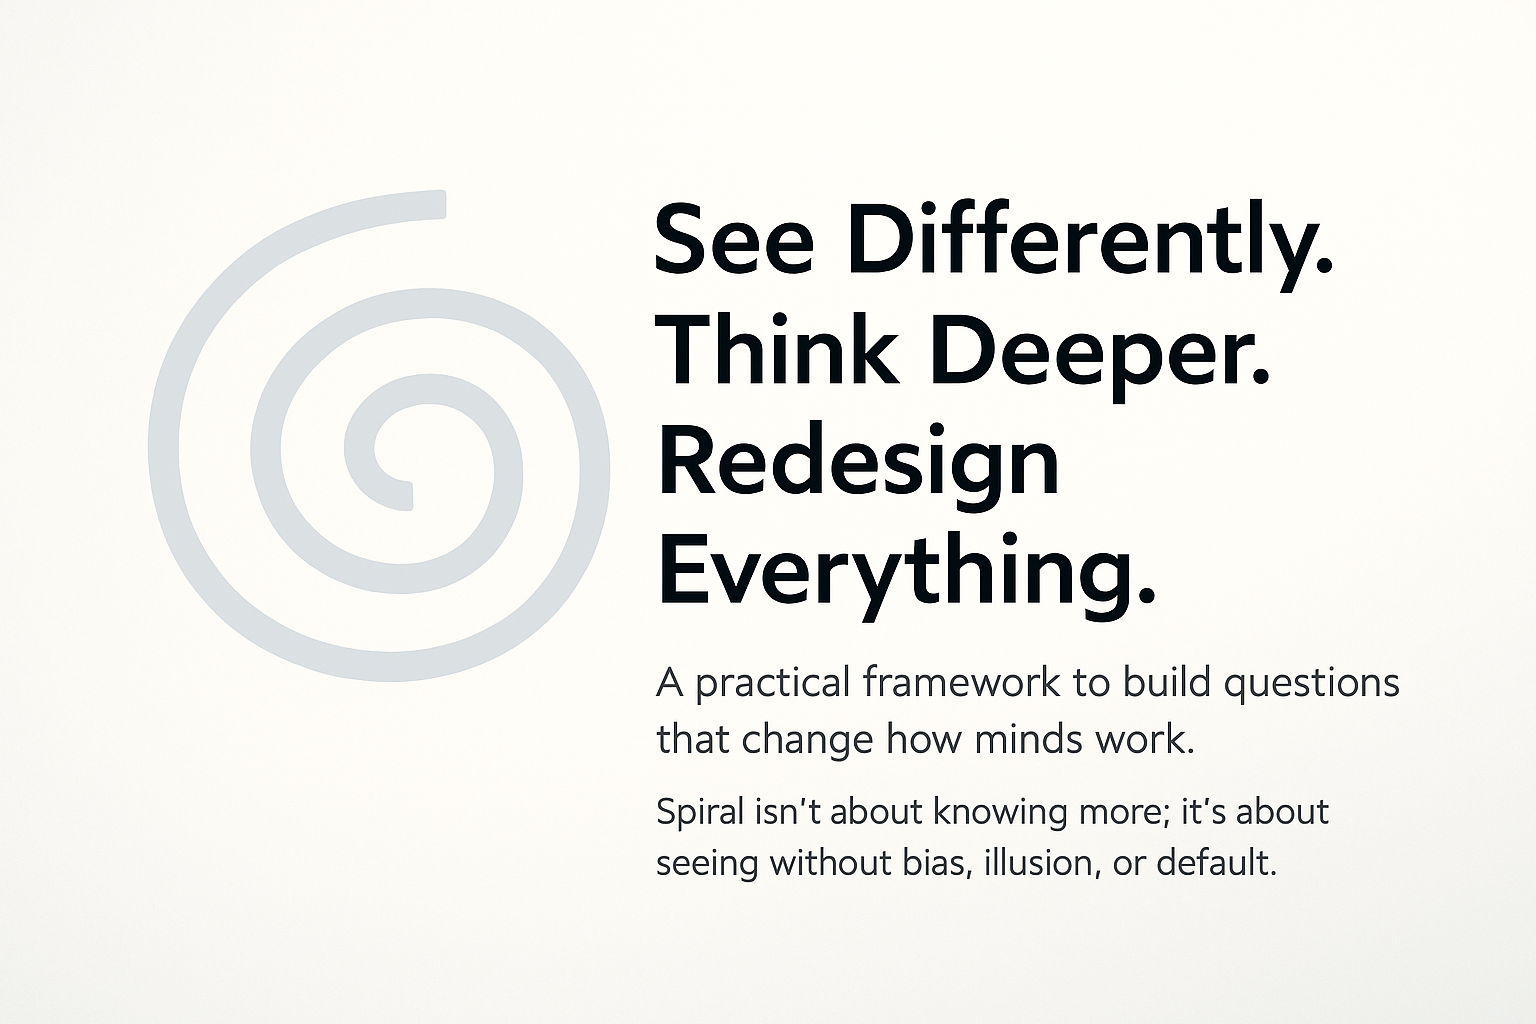 See Differently.
Think Deeper.
Redesign
Everything.
A practical framework to build questions
that change how minds work.
Spiral isn’t about knowing more; it’s about
seeing without bias, illusion, or default.